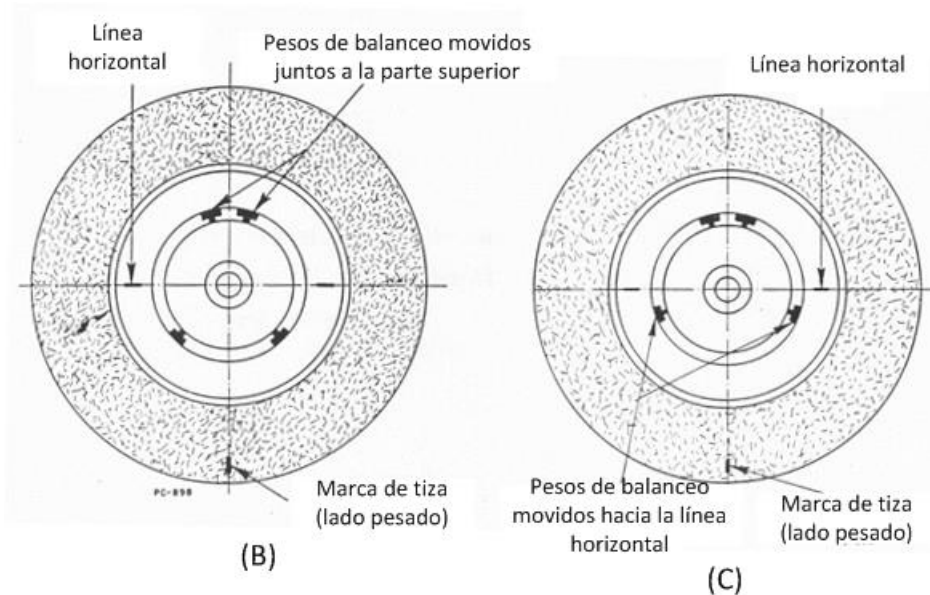 Línea
horizontal
Pesos de balanceo movidos
juntos a la parte superior
Línea horizontal
PC-898
Marca de tiza
(lado pesado)
(B)
Pesos de balanceo
movidos hacia la línea
horizontal
Marca de tiza
(lado pesado)
(C)